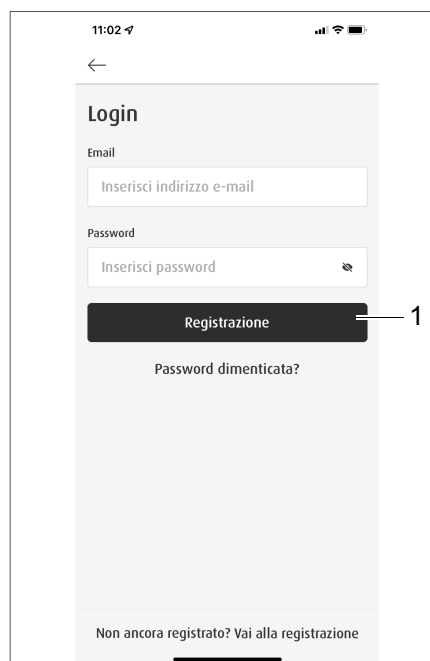 11:02
Login
Email
Inserisci indirizzo e-mail
Password
Inserisci password
Registrazione
1
Password dimenticata?
Non ancora registrato? Vai alla registrazione